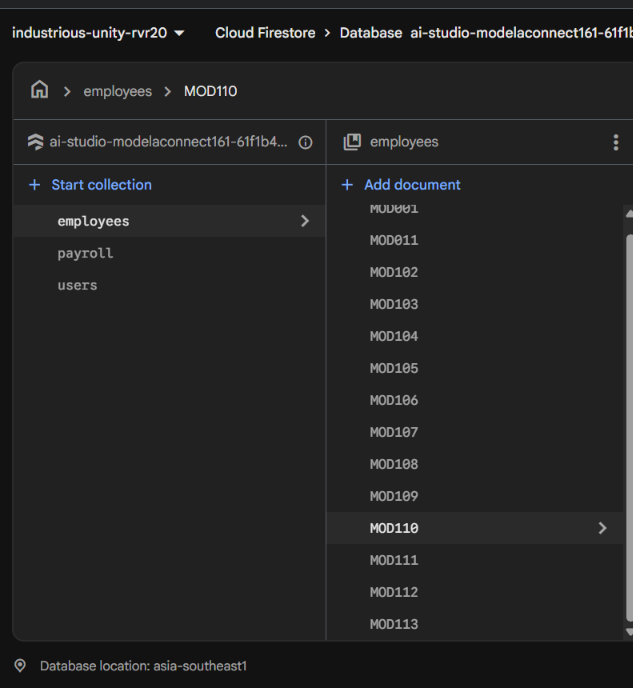 industrious-unity-rvr20 Cloud Firestore > Database ai-studio-modelaconnect161-61f1b
> employees > MOD110
ai-studio-modelaconnect161-61f1b4...
+ Start collection
employees
payroll
users
employees
+ Add document
MOD001
MOD011
MOD102
MOD103
MOD104
MOD105
MOD106
MOD107
MOD108
MOD109
MOD110
MOD111
MOD112
MOD113
Database location: asia-southeast1